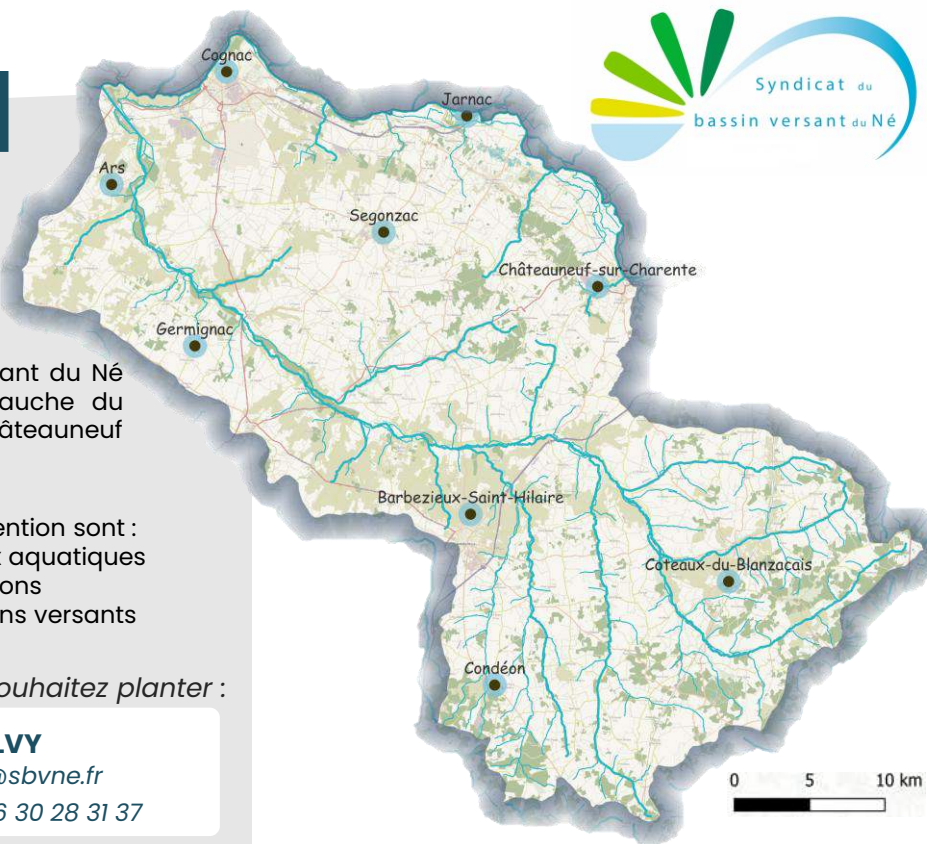 Syndicat du
bassin versant du Né
Cognac
Jarnac
Ars
Segonzac
Châteauneuf-sur-Charente
Germignac
Barbezieux-Saint-Hilaire
Coteaux-du-Blanzacais
Condéon
0 5 10 km
ant du Né
auche du
âteauneuf
ention sont :
x aquatiques
ons
ns versants
ouhaitez planter :
LVY
@sbvne.fr
6 30 28 31 37